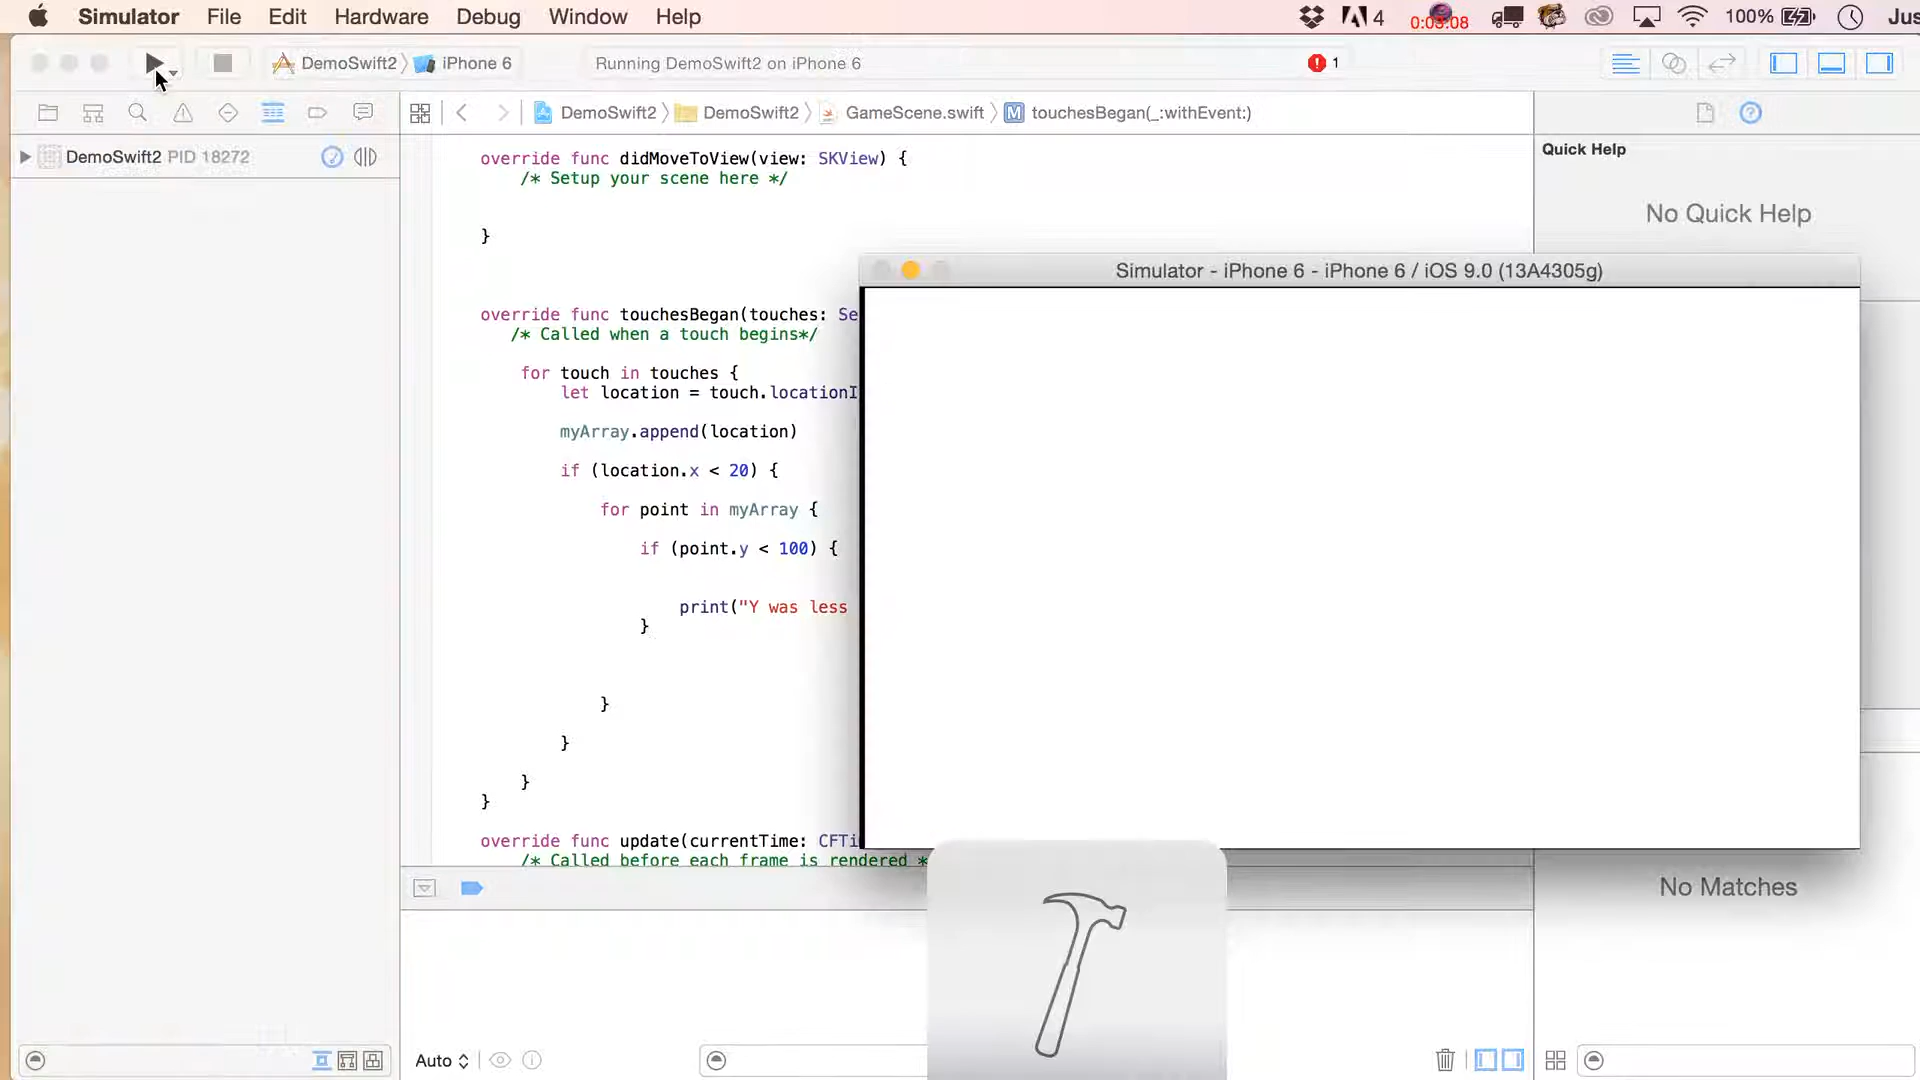 Simulator File Edit Hardware Debug Window Help 4 0:03:08 100% Jus
DemoSwift2 iPhone 6 Running DemoSwift2 on iPhone 6 1
DemoSwift2 DemoSwift2 GameScene.swift M touchesBegan(_:withEvent:)
DemoSwift2 PID 18272
Quick Help
No Quick Help
override func didMoveToView(view: SKView) {
/* Setup your scene here */
}
Simulator - iPhone 6 - iPhone 6 / iOS 9.0 (13A4305g)
override func touchesBegan(touches: Se
/* Called when a touch begins*/
for touch in touches {
let location = touch.locationI
myArray.append(location)
if (location.x < 20) {
for point in myArray {
if (point.y < 100) {
print("Y was less
}
}
}
}
}
override func update(currentTime: CFTi
/* Called before each frame is rendered *
No Matches
Auto